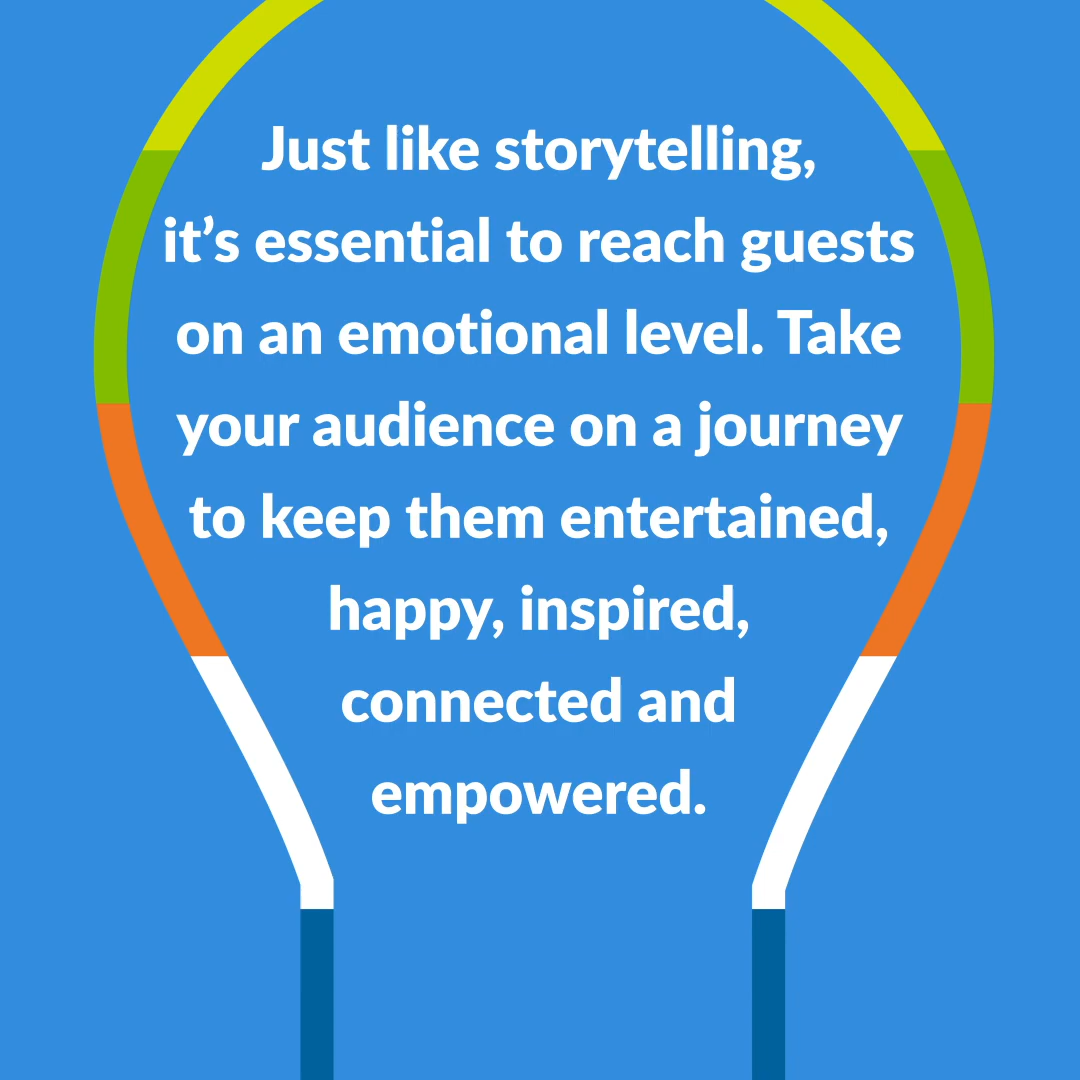 Just like storytelling,
it’s essential to reach guests
on an emotional level. Take
your audience on a journey
to keep them entertained,
happy, inspired,
connected and
empowered.